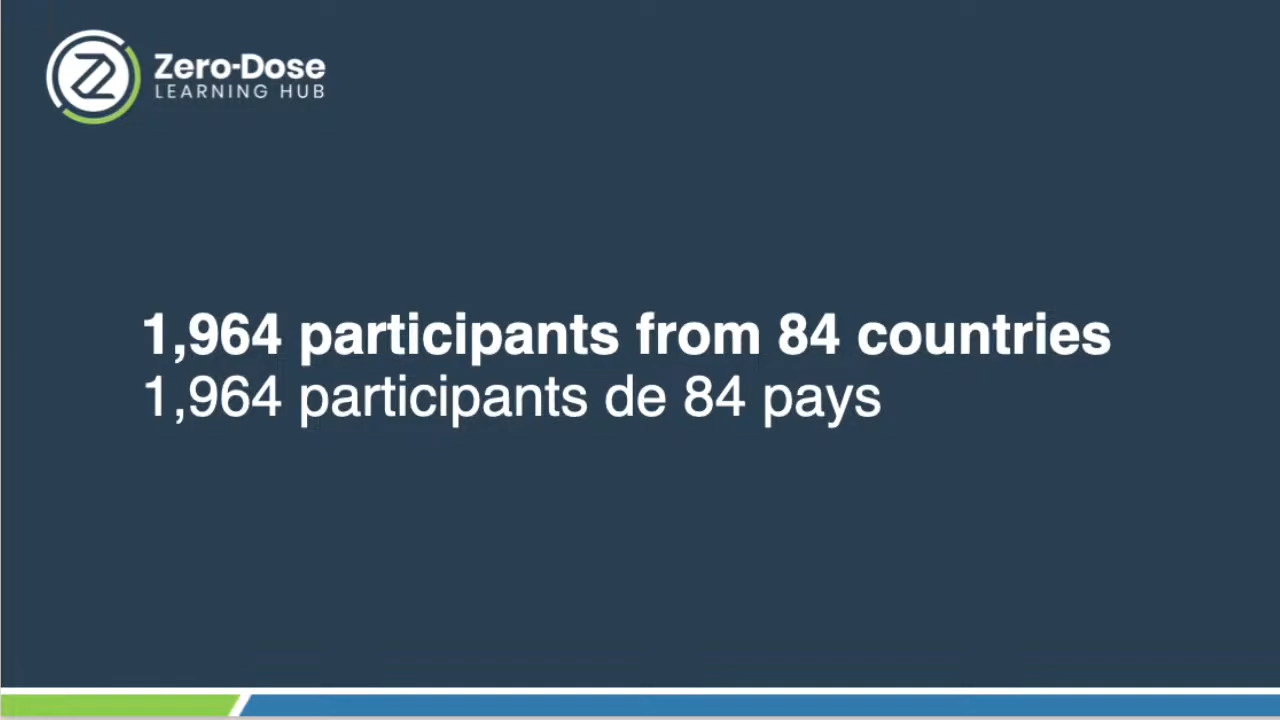 Zero-Dose
LEARNING HUB
1,964 participants from 84 countries
1,964 participants de 84 pays